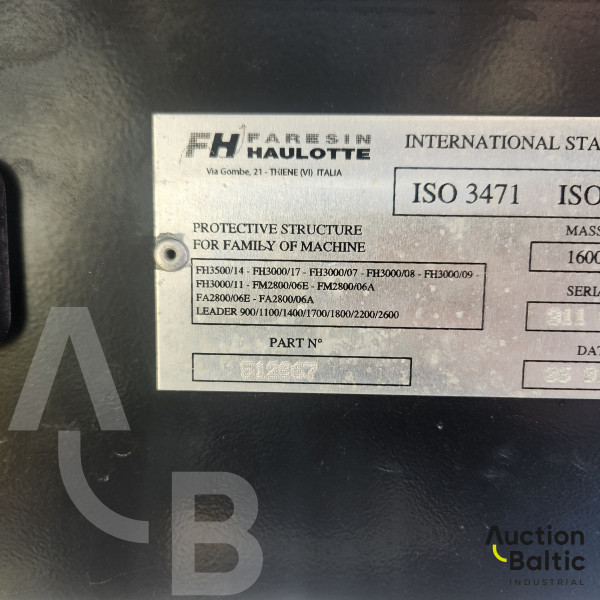 FH FARESIN HAULOTTE
Via Gombe, 21 - THIENE (VI) ITALIA
INTERNATIONAL STA
ISO 3471 ISO
PROTECTIVE STRUCTURE
FOR FAMILY OF MACHINE
MASS
1600
FH3500/14 - FH3000/17 - FH3000/07 - FH3000/08 - FH3000/09 -
FH3000/11 - FM2800/06E - FM2800/06A
FA2800/06E - FA2800/06A
LEADER 900/1100/1400/1700/1800/2200/2600
SERIA
911
PART N°
DAT
AB
Auction
Baltic
INDUSTRIAL